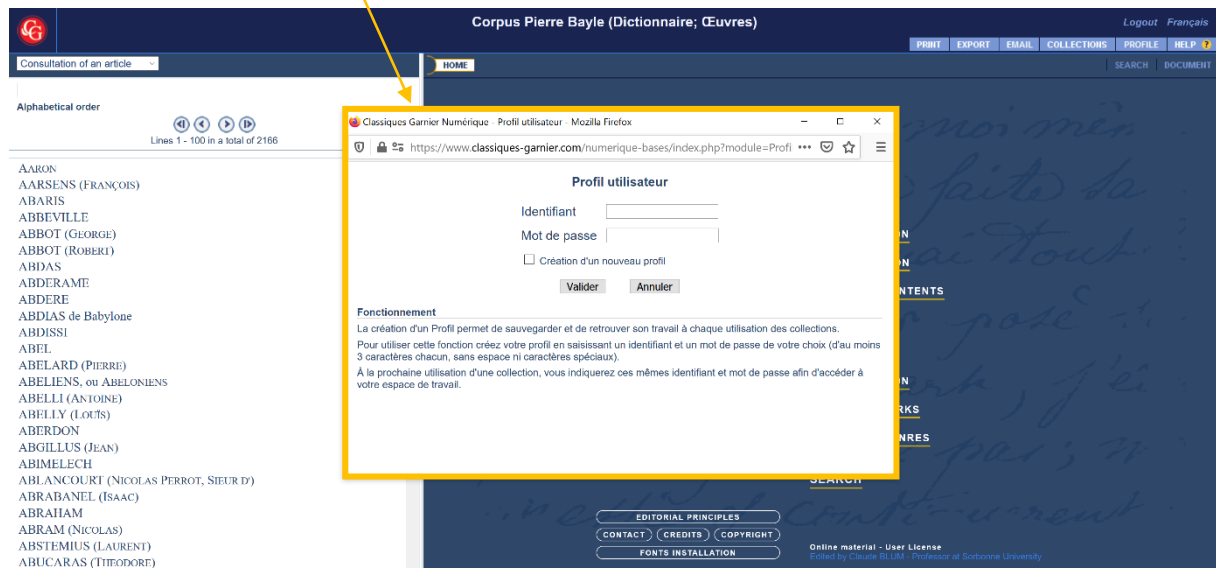 CG
Corpus Pierre Bayle (Dictionnaire; Œuvres)
Logout Français
PRINT EXPORT EMAIL COLLECTIONS PROFILE HELP ?
Consultation of an article
HOME
SEARCH DOCUMENT
Alphabetical order
Lines 1 - 100 in a total of 2166
AARON
AARSENS (FRANÇOIS)
ABARIS
ABBEVILLE
ABBOT (GEORGE)
ABBOT (ROBERT)
ABDAS
ABDERAME
ABDERE
ABDIAS de Babylone
ABDISSI
ABEL
ABELARD (PIERRE)
ABELIENS, ou ABELONIENS
ABELLI (ANTOINE)
ABELLY (LOUÏS)
ABERDON
ABGILLUS (JEAN)
ABIMELECH
ABLANCOURT (NICOLAS PERROT, SIEUR D')
ABRABANEL (ISAAC)
ABRAHAM
ABRAM (NICOLAS)
ABSTEMIUS (LAURENT)
ABUCARAS (THEODORE)
Classiques Garnier Numérique - Profil utilisateur - Mozilla Firefox
https://www.classiques-garnier.com/numerique-bases/index.php?module=Profi
Profil utilisateur
Identifiant
Mot de passe
Création d'un nouveau profil
Valider Annuler
Fonctionnement
La création d'un Profil permet de sauvegarder et de retrouver son travail à chaque utilisation des collections.
Pour utiliser cette fonction créez votre profil en saisissant un identifiant et un mot de passe de votre choix (d'au moins
3 caractères chacun, sans espace ni caractères spéciaux).
À la prochaine utilisation d'une collection, vous indiquerez ces mêmes identifiant et mot de passe afin d'accéder à
votre espace de travail.
ON
ON
NTENTS
ON
RKS
NRES
SEARCH
EDITORIAL PRINCIPLES
CONTACT CREDITS COPYRIGHT
FONTS INSTALLATION
Online material - User License
Edited by Claude BLUM - Professor at Sorbonne University